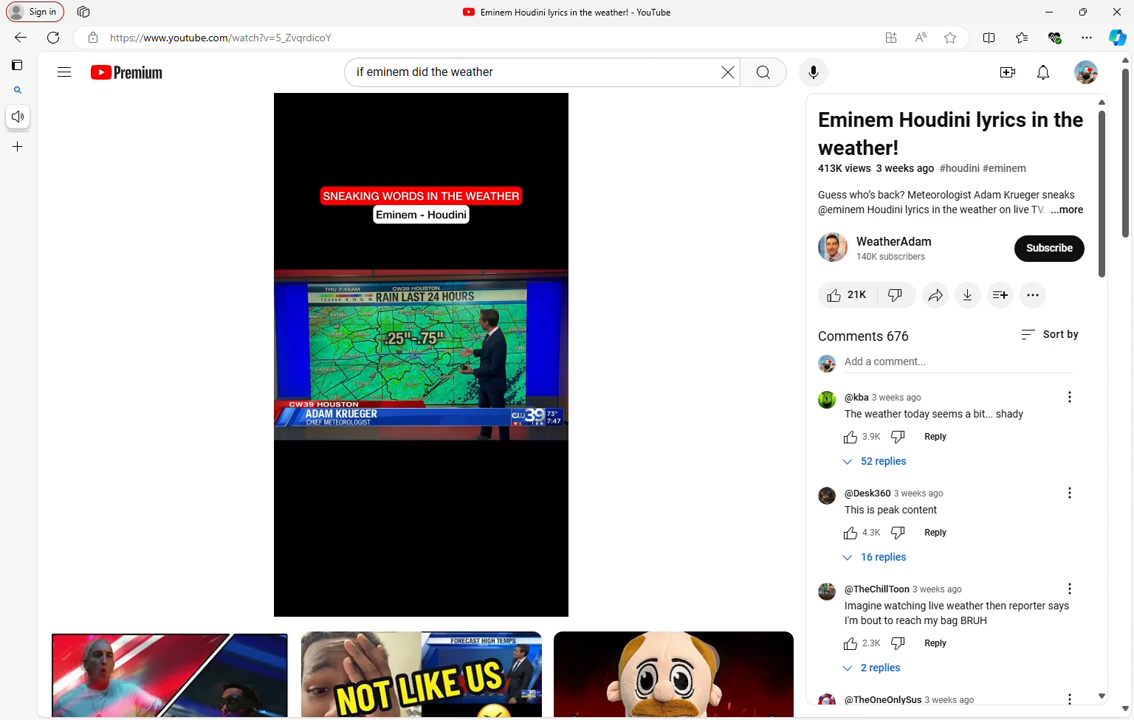 Sign in
Eminem Houdini lyrics in the weather! - YouTube
https://www.youtube.com/watch?v=5_ZvqrdicoY
Premium
if eminem did the weather
SNEAKING WORDS IN THE WEATHER
Eminem - Houdini
THU 7:46AM
CW39 HOUSTON
RAIN LAST 24 HOURS
.25"-.75"
CW39 HOUSTON
ADAM KRUEGER
CHIEF METEOROLOGIST
CW 39
73°
7:47
Eminem Houdini lyrics in the
weather!
413K views 3 weeks ago #houdini #eminem
Guess who's back? Meteorologist Adam Krueger sneaks
@eminem Houdini lyrics in the weather on live TV. ...more
WeatherAdam
140K subscribers
Subscribe
21K
Comments 676
Sort by
Add a comment...
@kba 3 weeks ago
The weather today seems a bit... shady
3.9K
Reply
52 replies
@Desk360 3 weeks ago
This is peak content
4.3K
Reply
16 replies
@TheChillToon 3 weeks ago
Imagine watching live weather then reporter says
I'm bout to reach my bag BRUH
2.3K
Reply
2 replies
@TheOneOnlySus 3 weeks ago
FORECAST HIGH TEMPS
NOT LIKE US